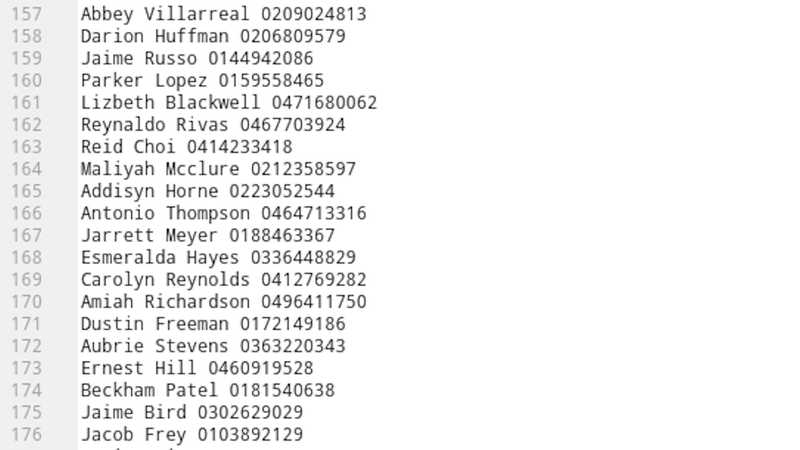 157 Abbey Villarreal 0209024813
158 Darion Huffman 0206809579
159 Jaime Russo 0144942086
160 Parker Lopez 0159558465
161 Lizbeth Blackwell 0471680062
162 Reynaldo Rivas 0467703924
163 Reid Choi 0414233418
164 Maliyah Mcclure 0212358597
165 Addisyn Horne 0223052544
166 Antonio Thompson 0464713316
167 Jarrett Meyer 0188463367
168 Esmeralda Hayes 0336448829
169 Carolyn Reynolds 0412769282
170 Amiah Richardson 0496411750
171 Dustin Freeman 0172149186
172 Aubrie Stevens 0363220343
173 Ernest Hill 0460919528
174 Beckham Patel 0181540638
175 Jaime Bird 0302629029
176 Jacob Frey 0103892129